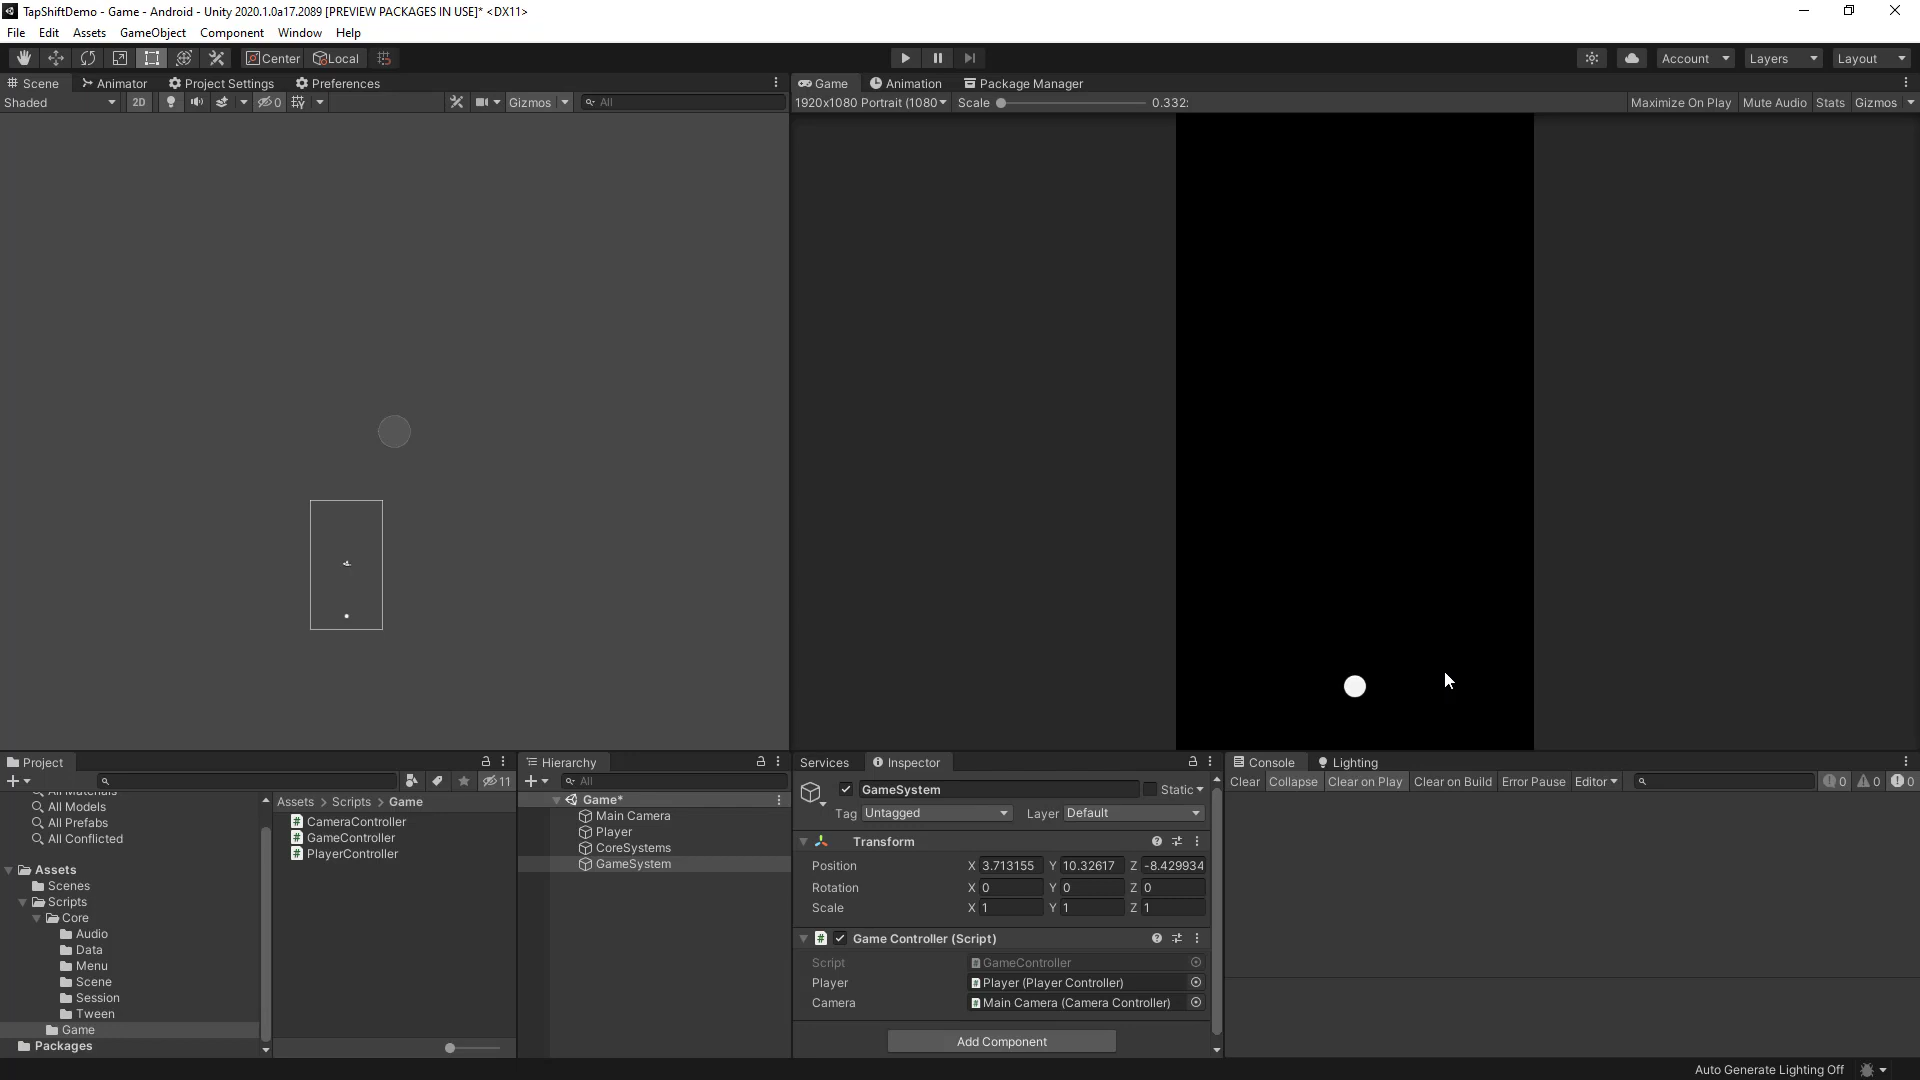 TapShiftDemo - Game - Android - Unity 2020.1.0a17.2089 [PREVIEW PACKAGES IN USE]* <DX11>
File Edit Assets GameObject Component Window Help
Center Local Account Layers Layout
Scene Animator Project Settings Preferences
Game Animation Package Manager
Shaded 2D 0 Gizmos All
1920x1080 Portrait (1080 Scale 0.332: Maximize On Play Mute Audio Stats Gizmos
Project
11
All Models
All Prefabs
All Conflicted
Assets
Scenes
Scripts
Core
Audio
Data
Menu
Scene
Session
Tween
Game
Packages
Assets > Scripts > Game
CameraController
GameController
PlayerController
Hierarchy
All
Game*
Main Camera
Player
CoreSystems
GameSystem
Services Inspector
GameSystem Static
Tag Untagged Layer Default
Transform
Position X 3.713155 Y 10.32617 Z -8.429934
Rotation X 0 Y 0 Z 0
Scale X 1 Y 1 Z 1
Game Controller (Script)
Script GameController
Player Player (Player Controller)
Camera Main Camera (Camera Controller)
Add Component
Console Lighting
Clear Collapse Clear on Play Clear on Build Error Pause Editor 0 0 0
Auto Generate Lighting Off